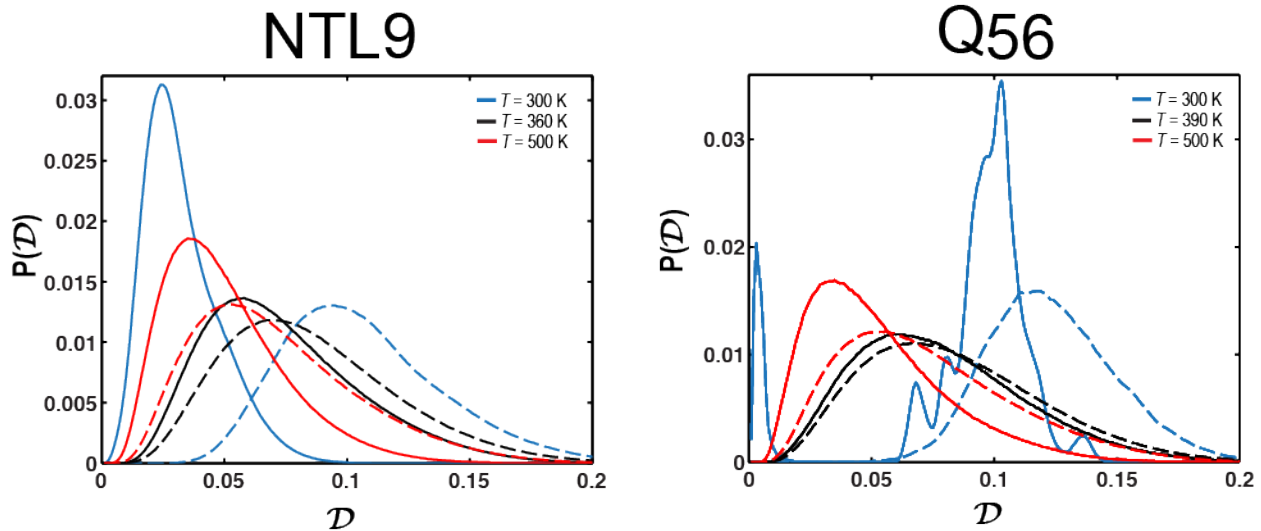 NTL9
0.03
0.025
0.02
0.015
0.01
0.005
0
P(𝒟)
T = 300 K
T = 360 K
T = 500 K
0
0.05
0.1
0.15
0.2
𝒟
Q56
0.03
0.02
0.01
0
P(𝒟)
T = 300 K
T = 390 K
T = 500 K
0
0.05
0.1
0.15
0.2
𝒟